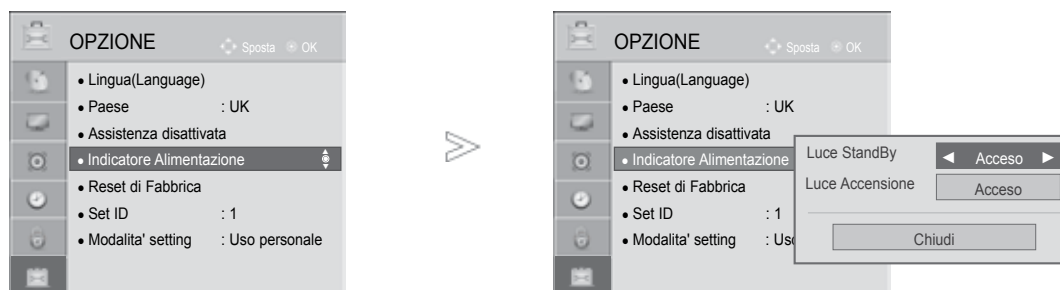 OPZIONE Sposta OK
● Lingua(Language)
● Paese : UK
● Assistenza disattivata
● Indicatore Alimentazione
● Reset di Fabbrica
● Set ID : 1
● Modalita' setting : Uso personale
OPZIONE Sposta OK
● Lingua(Language)
● Paese : UK
● Assistenza disattivata
● Indicatore Alimentazione
● Reset di Fabbrica
● Set ID : 1
● Modalita' setting
Luce StandBy ◀ Acceso ▶
Luce Accensione Acceso
Chiudi